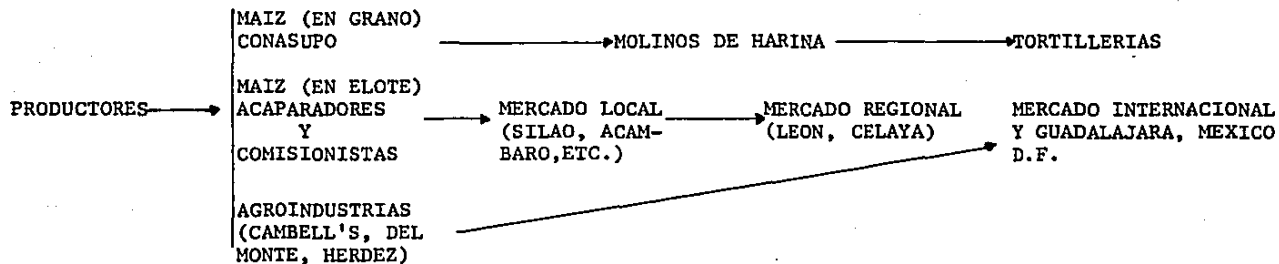 MAIZ (EN GRANO)
CONASUPO
MOLINOS DE HARINA
TORTILLERIAS
PRODUCTORES
MAIZ (EN ELOTE)
ACAPARADORES
Y
COMISIONISTAS
MERCADO LOCAL
(SILAO, ACAM-
BARO,ETC.)
MERCADO REGIONAL
(LEON, CELAYA)
MERCADO INTERNACIONAL
Y GUADALAJARA, MEXICO
D.F.
AGROINDUSTRIAS
(CAMBELL'S, DEL
MONTE, HERDEZ)